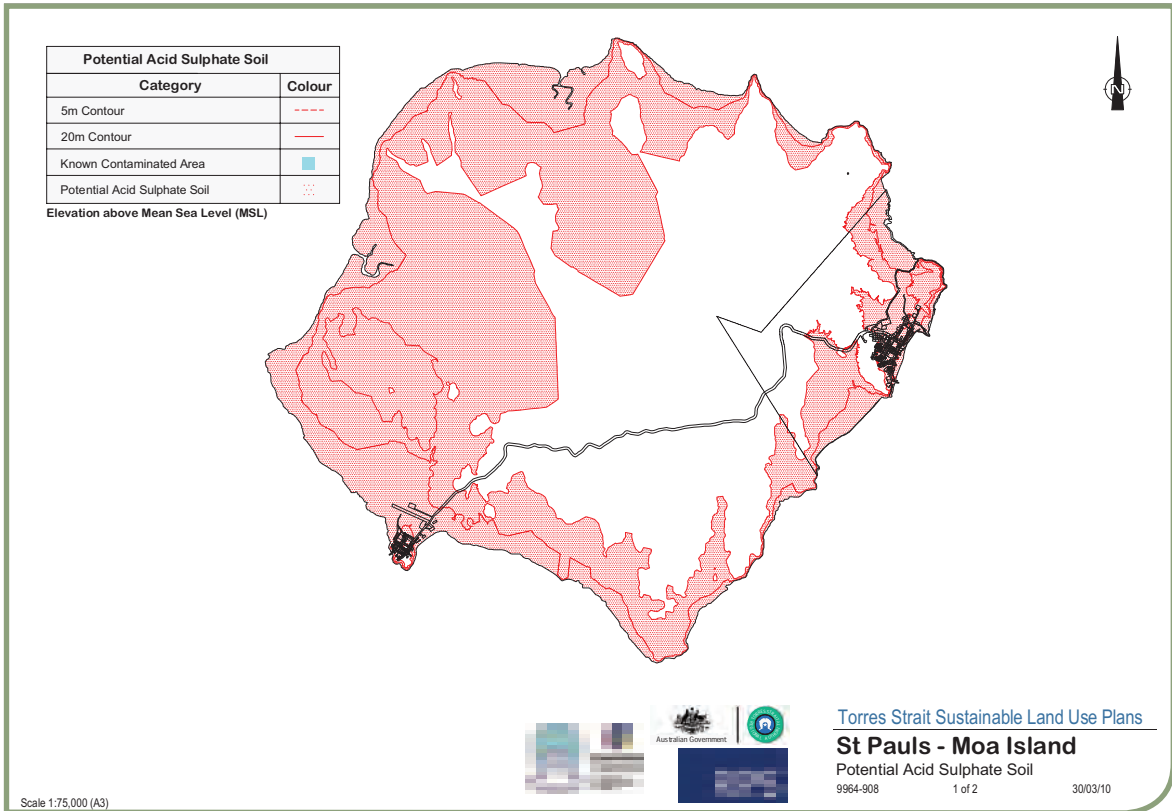 Potential Acid Sulphate Soil
Category Colour
5m Contour
20m Contour
Known Contaminated Area
Potential Acid Sulphate Soil
Elevation above Mean Sea Level (MSL)
N
Australian Government
Torres Strait Sustainable Land Use Plans
St Pauls - Moa Island
Potential Acid Sulphate Soil
9964-908 1 of 2 30/03/10
Scale 1:75,000 (A3)